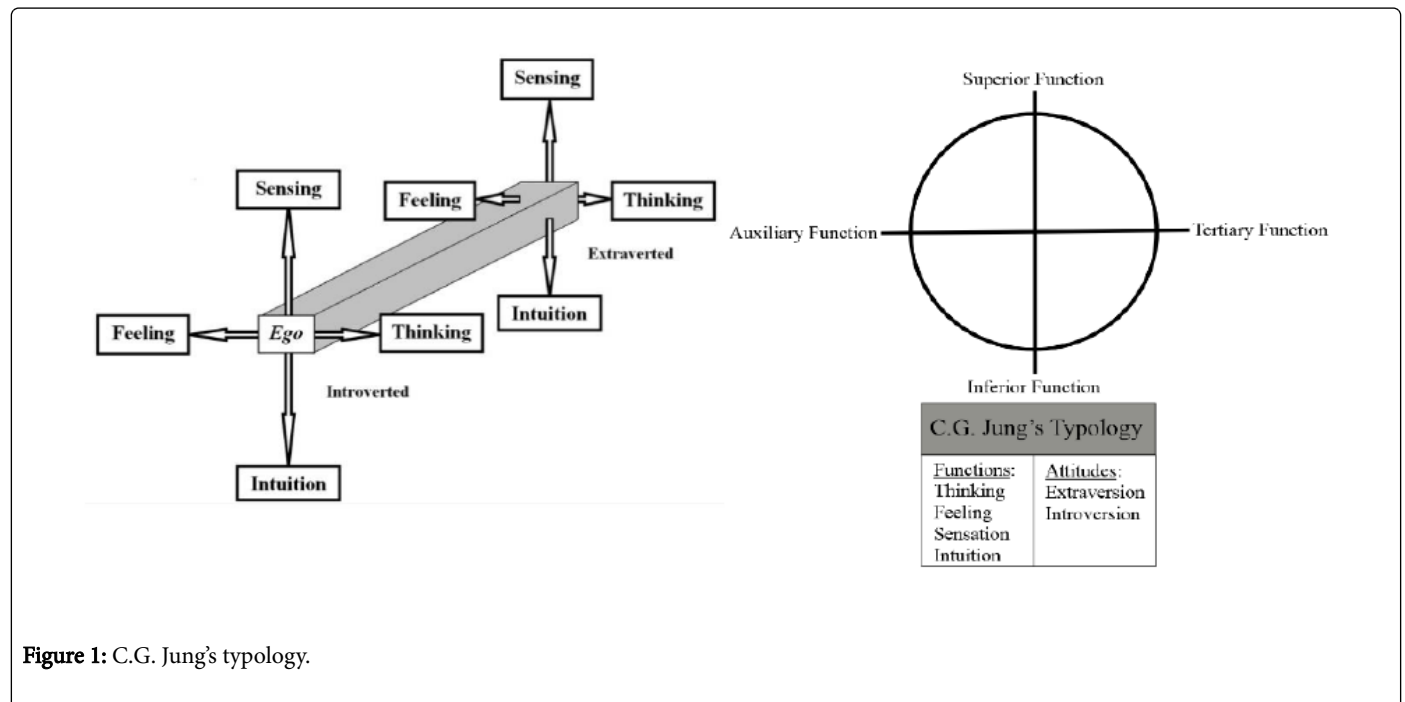 Sensing
Sensing
Feeling
Thinking
Extraverted
Intuition
Feeling
Ego
Thinking
Introverted
Intuition
Superior Function
Auxiliary Function
Tertiary Function
Inferior Function
C.G. Jung's Typology
Functions:
Thinking
Feeling
Sensation
Intuition
Attitudes:
Extraversion
Introversion
Figure 1: C.G. Jung's typology.